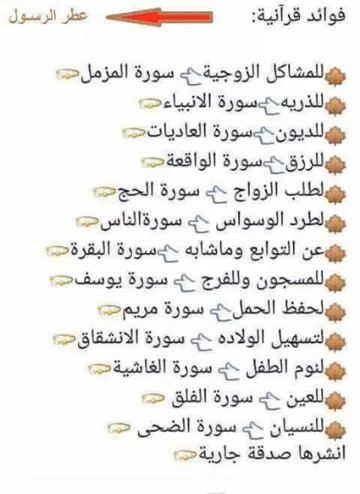 فوائد قرآنية: عطر الرسول
للمشاكل الزوجية سورة المزمل
للذريه سورة الانبياء
للديون سورة العاديات
للرزق سورة الواقعة
لطلب الزواج سورة الحج
لطرد الوسواس سورةالناس
عن التوابع وماشابه سورة البقرة
للمسجون وللفرج سورة يوسف
لحفظ الحمل سورة مريم
لتسهيل الولاده سورة الانشقاق
لنوم الطفل سورة الغاشية
للعين سورة الفلق
للنسيان سورة الضحى
انشرها صدقة جارية